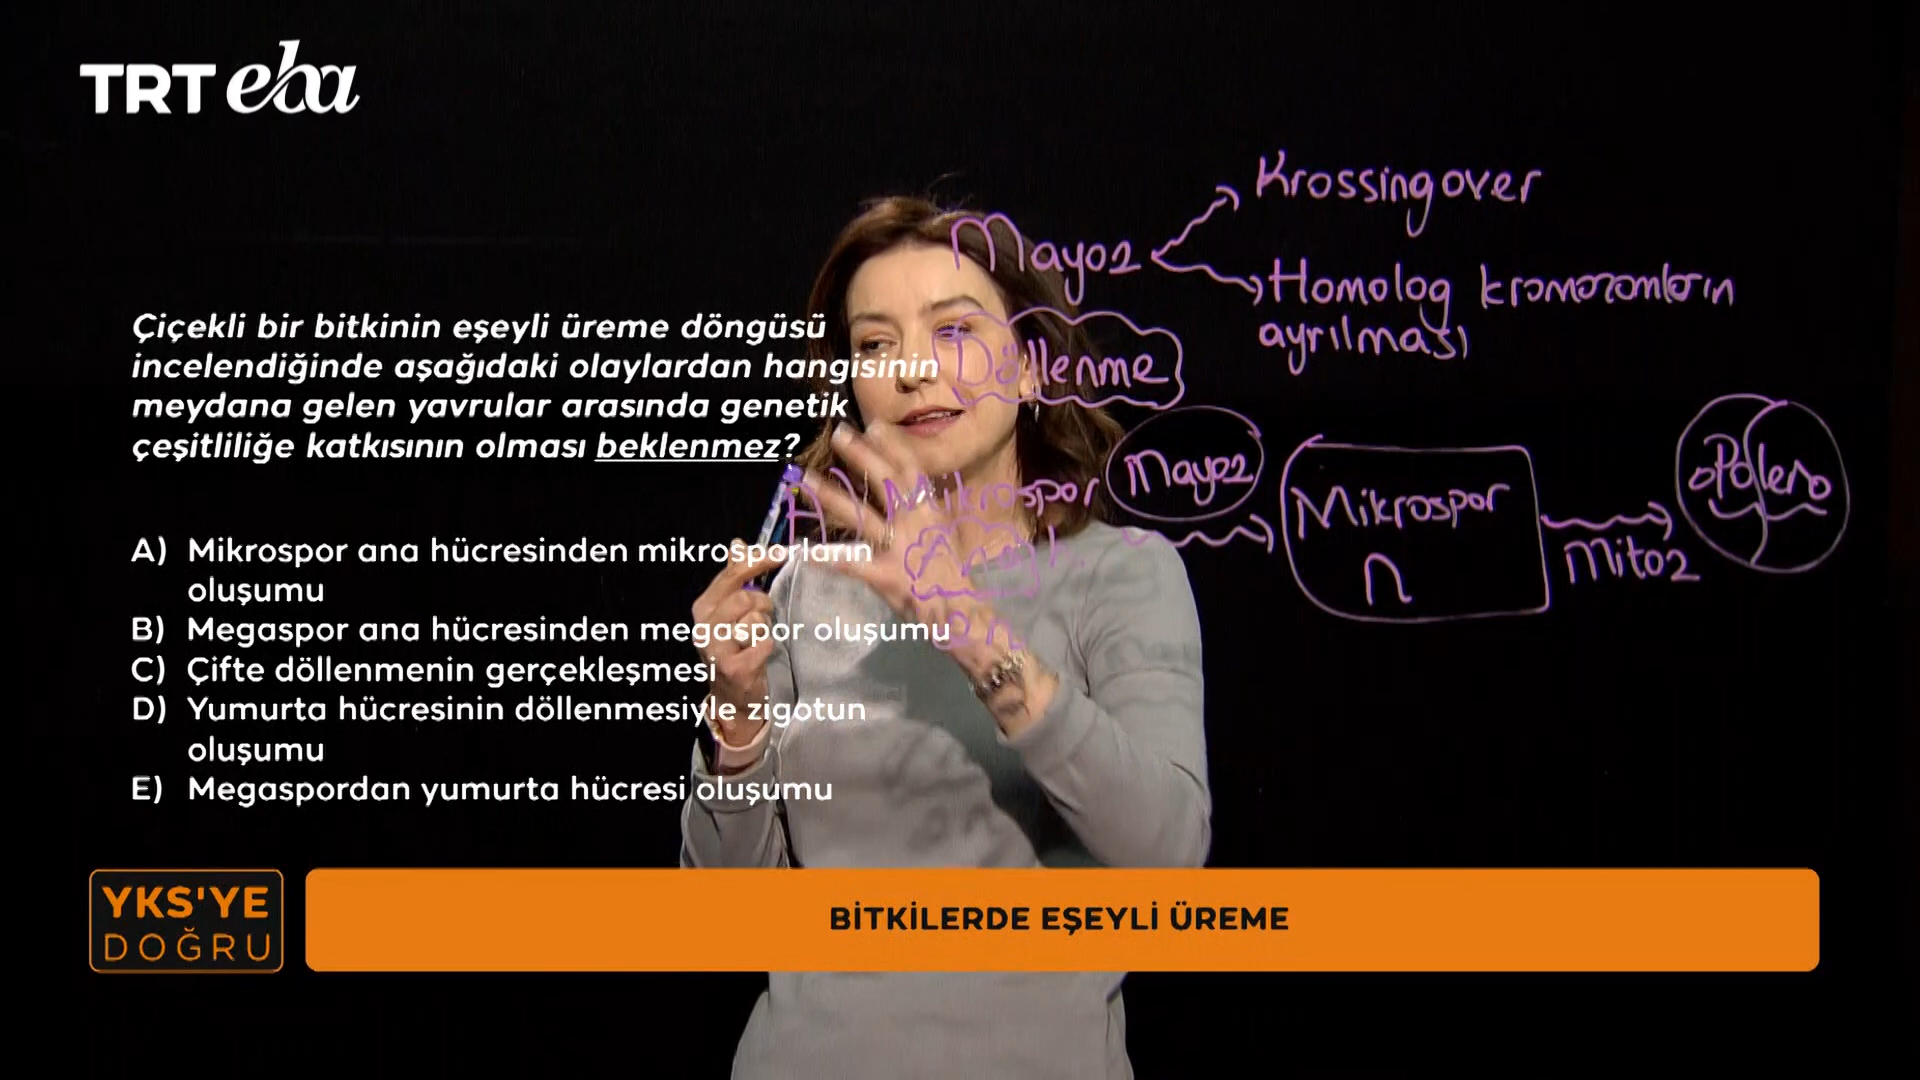 TRT eba
Krossingover
Mayoz
Homolog kromozomların
ayrılması
Döllenme
Çiçekli bir bitkinin eşeyli üreme döngüsü
incelendiğinde aşağıdaki olaylardan hangisinin
meydana gelen yavrular arasında genetik
çeşitliliğe katkısının olması beklenmez?
A) Mikrospor
Ana h.
2n
Mayoz
Mikrospor
n
Mitoz
Polen
A) Mikrospor ana hücresinden mikrosporların
oluşumu
B) Megaspor ana hücresinden megaspor oluşumu
C) Çifte döllenmenin gerçekleşmesi
D) Yumurta hücresinin döllenmesiyle zigotun
oluşumu
E) Megaspordan yumurta hücresi oluşumu
YKS'YE
DOĞRU
BİTKİLERDE EŞEYLİ ÜREME